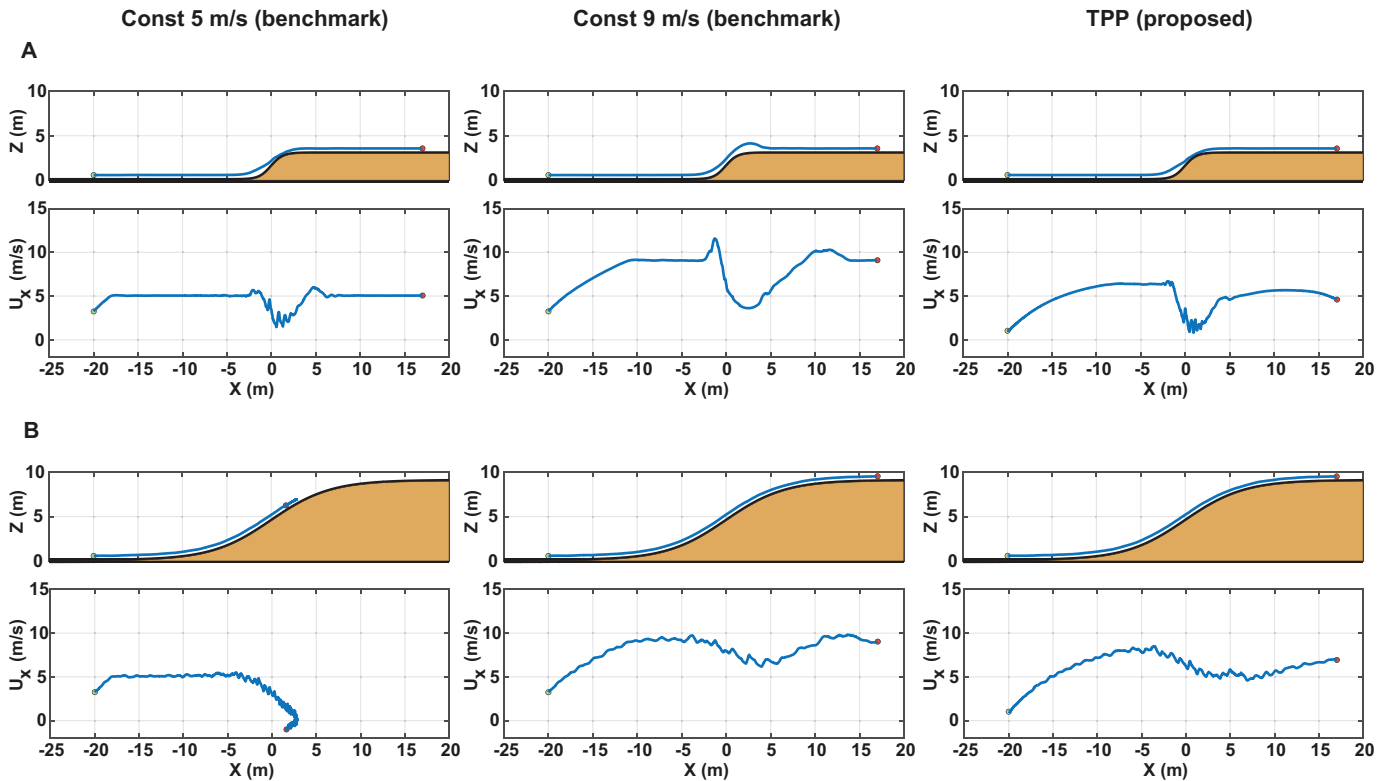 Const 5 m/s (benchmark) Const 9 m/s (benchmark) TPP (proposed)
A
Z (m) 10 5 0 Z (m) 10 5 0 Z (m) 10 5 0
U_x (m/s) 15 10 5 0 U_x (m/s) 15 10 5 0 U_x (m/s) 15 10 5 0
-25 -20 -15 -10 -5 0 5 10 15 20 -25 -20 -15 -10 -5 0 5 10 15 20 -25 -20 -15 -10 -5 0 5 10 15 20
X (m) X (m) X (m)
B
Z (m) 10 5 0 Z (m) 10 5 0 Z (m) 10 5 0
U_x (m/s) 15 10 5 0 U_x (m/s) 15 10 5 0 U_x (m/s) 15 10 5 0
-25 -20 -15 -10 -5 0 5 10 15 20 -25 -20 -15 -10 -5 0 5 10 15 20 -25 -20 -15 -10 -5 0 5 10 15 20
X (m) X (m) X (m)